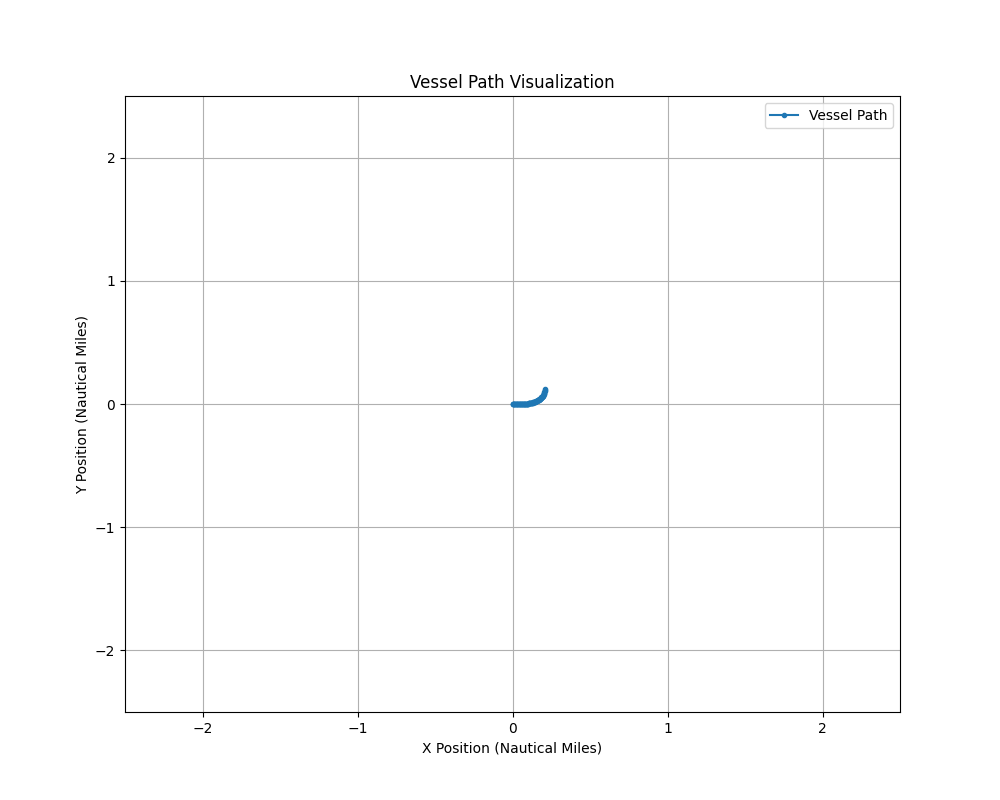 Vessel Path Visualization
Vessel Path
2
1
0
−1
−2
Y Position (Nautical Miles)
−2 −1 0 1 2
X Position (Nautical Miles)